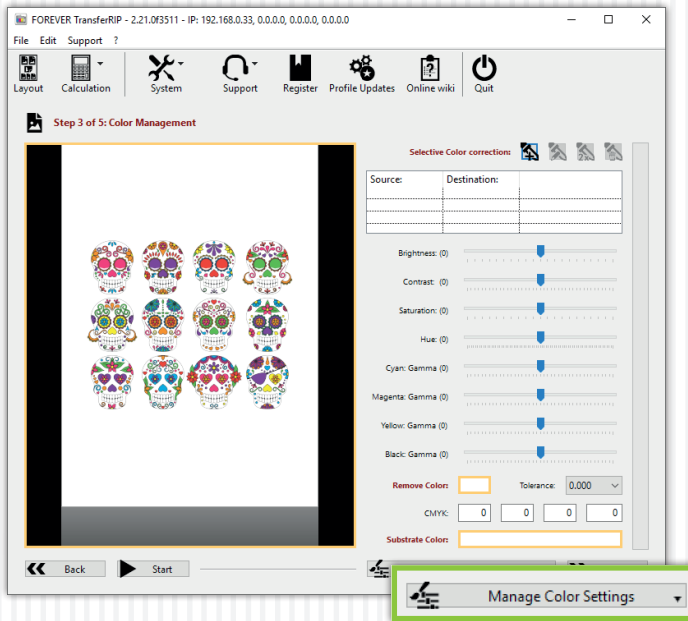 FOREVER TransferRIP - 2.21.0f3511 - IP: 192.168.0.33, 0.0.0.0, 0.0.0.0, 0.0.0.0
File Edit Support ?
Layout Calculation System Support Register Profile Updates Online wiki Quit
Step 3 of 5: Color Management
Selective Color correction:
Source: Destination:
Brightness: (0)
Contrast: (0)
Saturation: (0)
Hue: (0)
Cyan: Gamma (0)
Magenta: Gamma (0)
Yellow: Gamma (0)
Black: Gamma (0)
Remove Color: Tolerance: 0.000
CMYK: 0 0 0 0
Substrate Color:
Back Start
Manage Color Settings